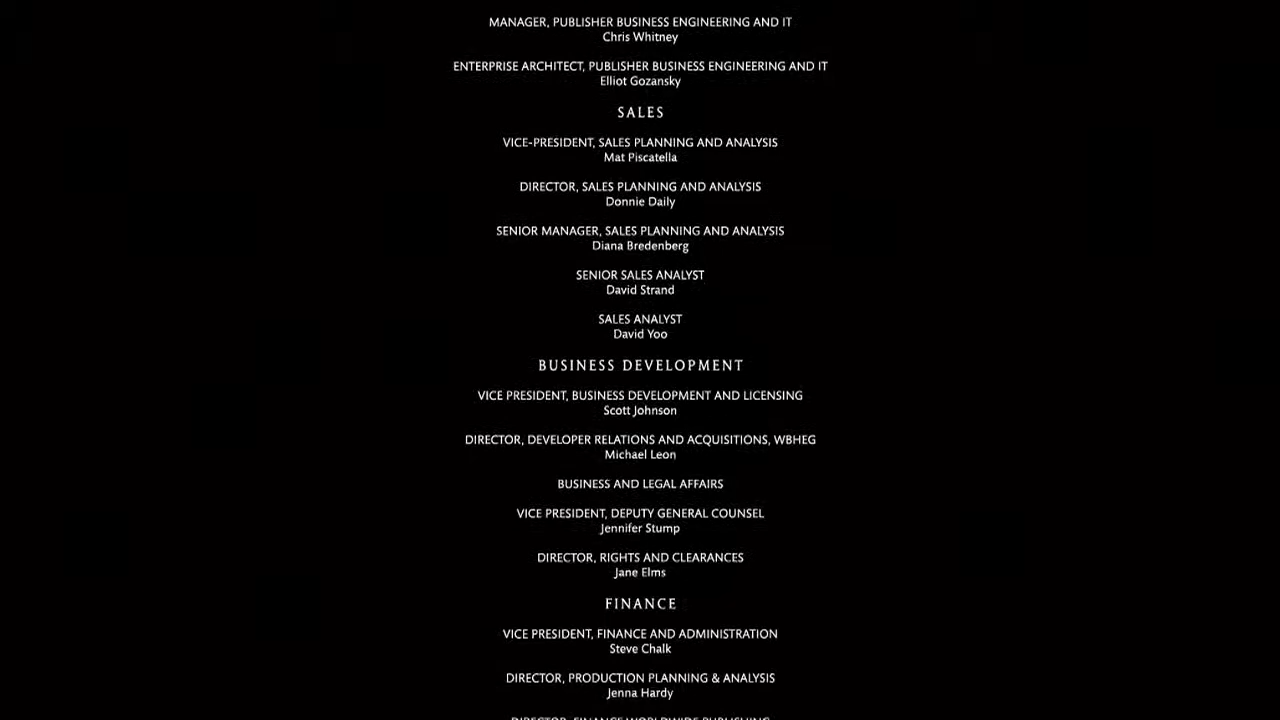 MANAGER, PUBLISHER BUSINESS ENGINEERING AND IT
Chris Whitney
ENTERPRISE ARCHITECT, PUBLISHER BUSINESS ENGINEERING AND IT
Elliot Gozansky
SALES
VICE-PRESIDENT, SALES PLANNING AND ANALYSIS
Mat Piscatella
DIRECTOR, SALES PLANNING AND ANALYSIS
Donnie Daily
SENIOR MANAGER, SALES PLANNING AND ANALYSIS
Diana Bredenberg
SENIOR SALES ANALYST
David Strand
SALES ANALYST
David Yoo
BUSINESS DEVELOPMENT
VICE PRESIDENT, BUSINESS DEVELOPMENT AND LICENSING
Scott Johnson
DIRECTOR, DEVELOPER RELATIONS AND ACQUISITIONS, WBHEG
Michael Leon
BUSINESS AND LEGAL AFFAIRS
VICE PRESIDENT, DEPUTY GENERAL COUNSEL
Jennifer Stump
DIRECTOR, RIGHTS AND CLEARANCES
Jane Elms
FINANCE
VICE PRESIDENT, FINANCE AND ADMINISTRATION
Steve Chalk
DIRECTOR, PRODUCTION PLANNING & ANALYSIS
Jenna Hardy
DIRECTOR, FINANCE WORLDWIDE PUBLISHING